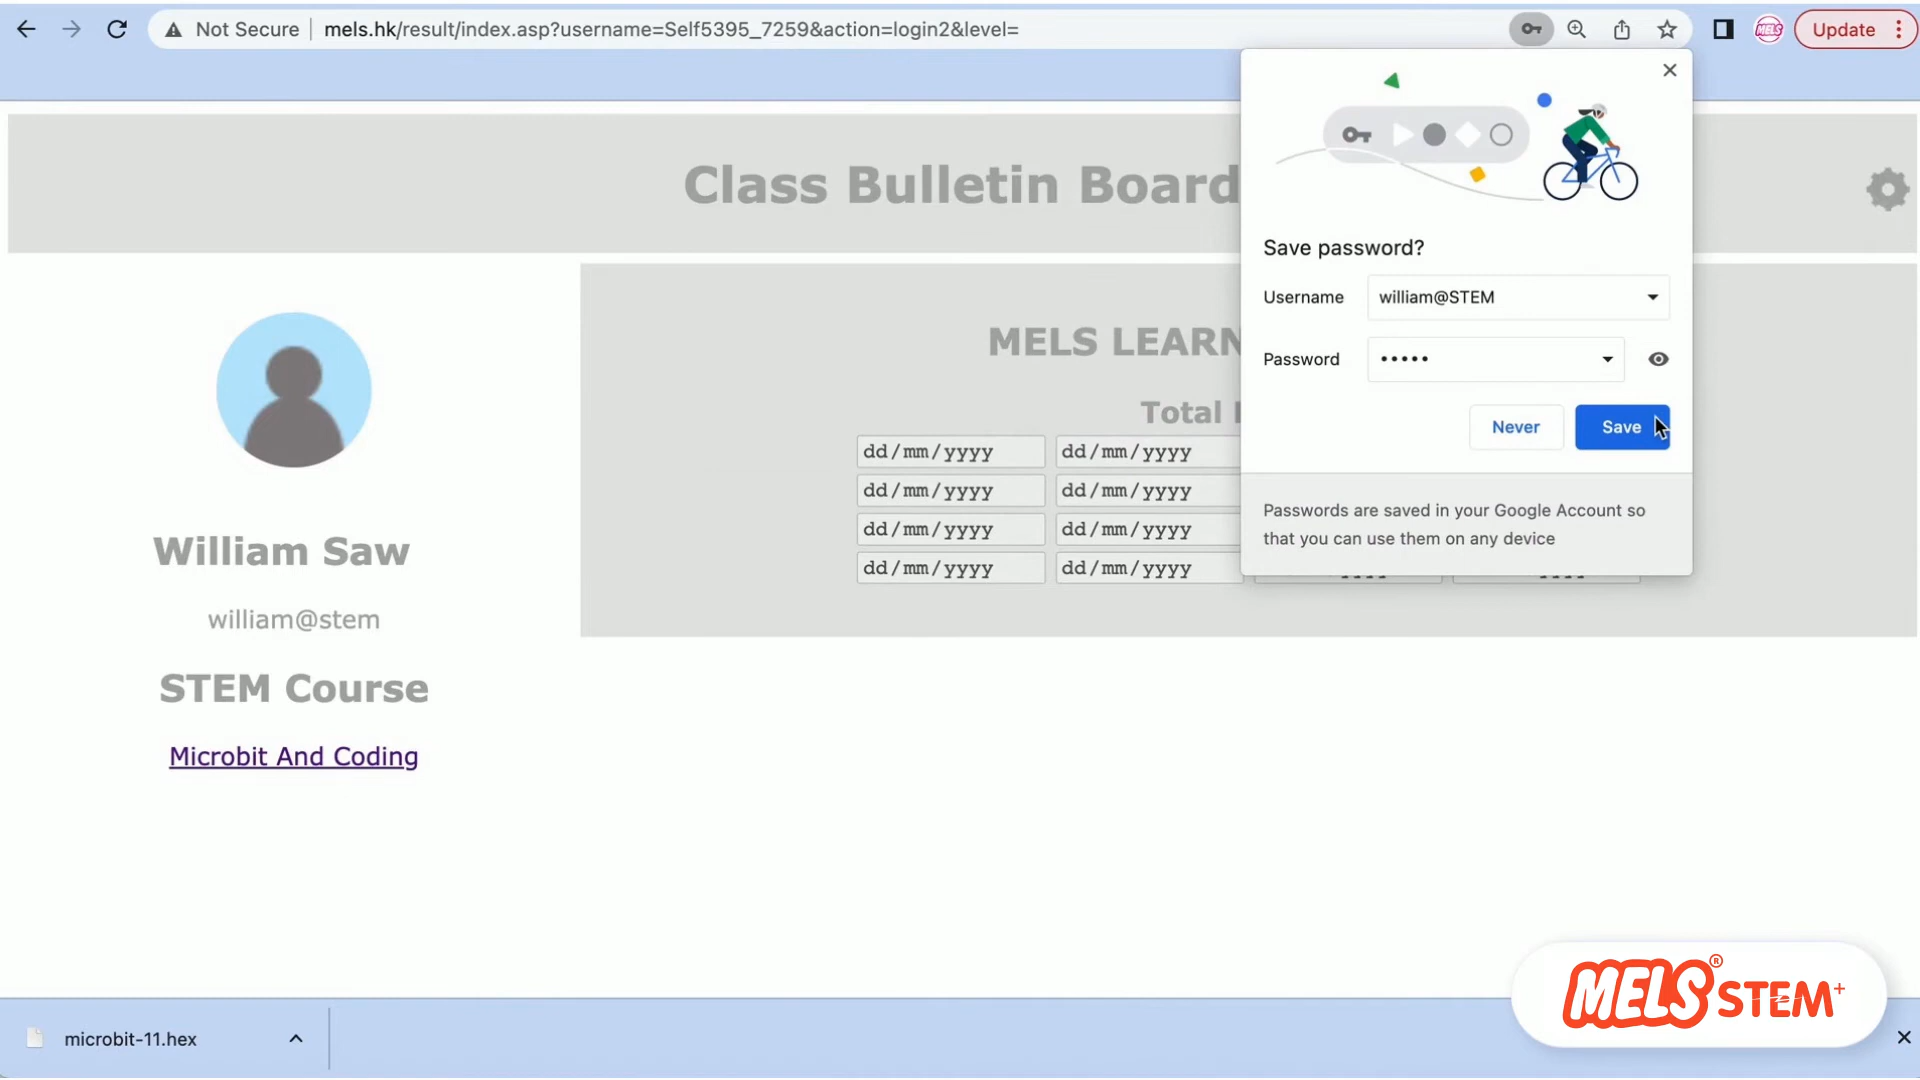 Not Secure
mels.hk/result/index.asp?username=Self5395_7259&action=login2&level=
MELS
Update
Class Bulletin Board
Save password?
Username
william@STEM
Password
•••••
Never
Save
Passwords are saved in your Google Account so
that you can use them on any device
MELS LEARN
Total
dd/mm/yyyy dd/mm/yyyy
dd/mm/yyyy dd/mm/yyyy
dd/mm/yyyy dd/mm/yyyy
dd/mm/yyyy dd/mm/yyyy
William Saw
william@stem
STEM Course
Microbit And Coding
microbit-11.hex
MELS® STEM+